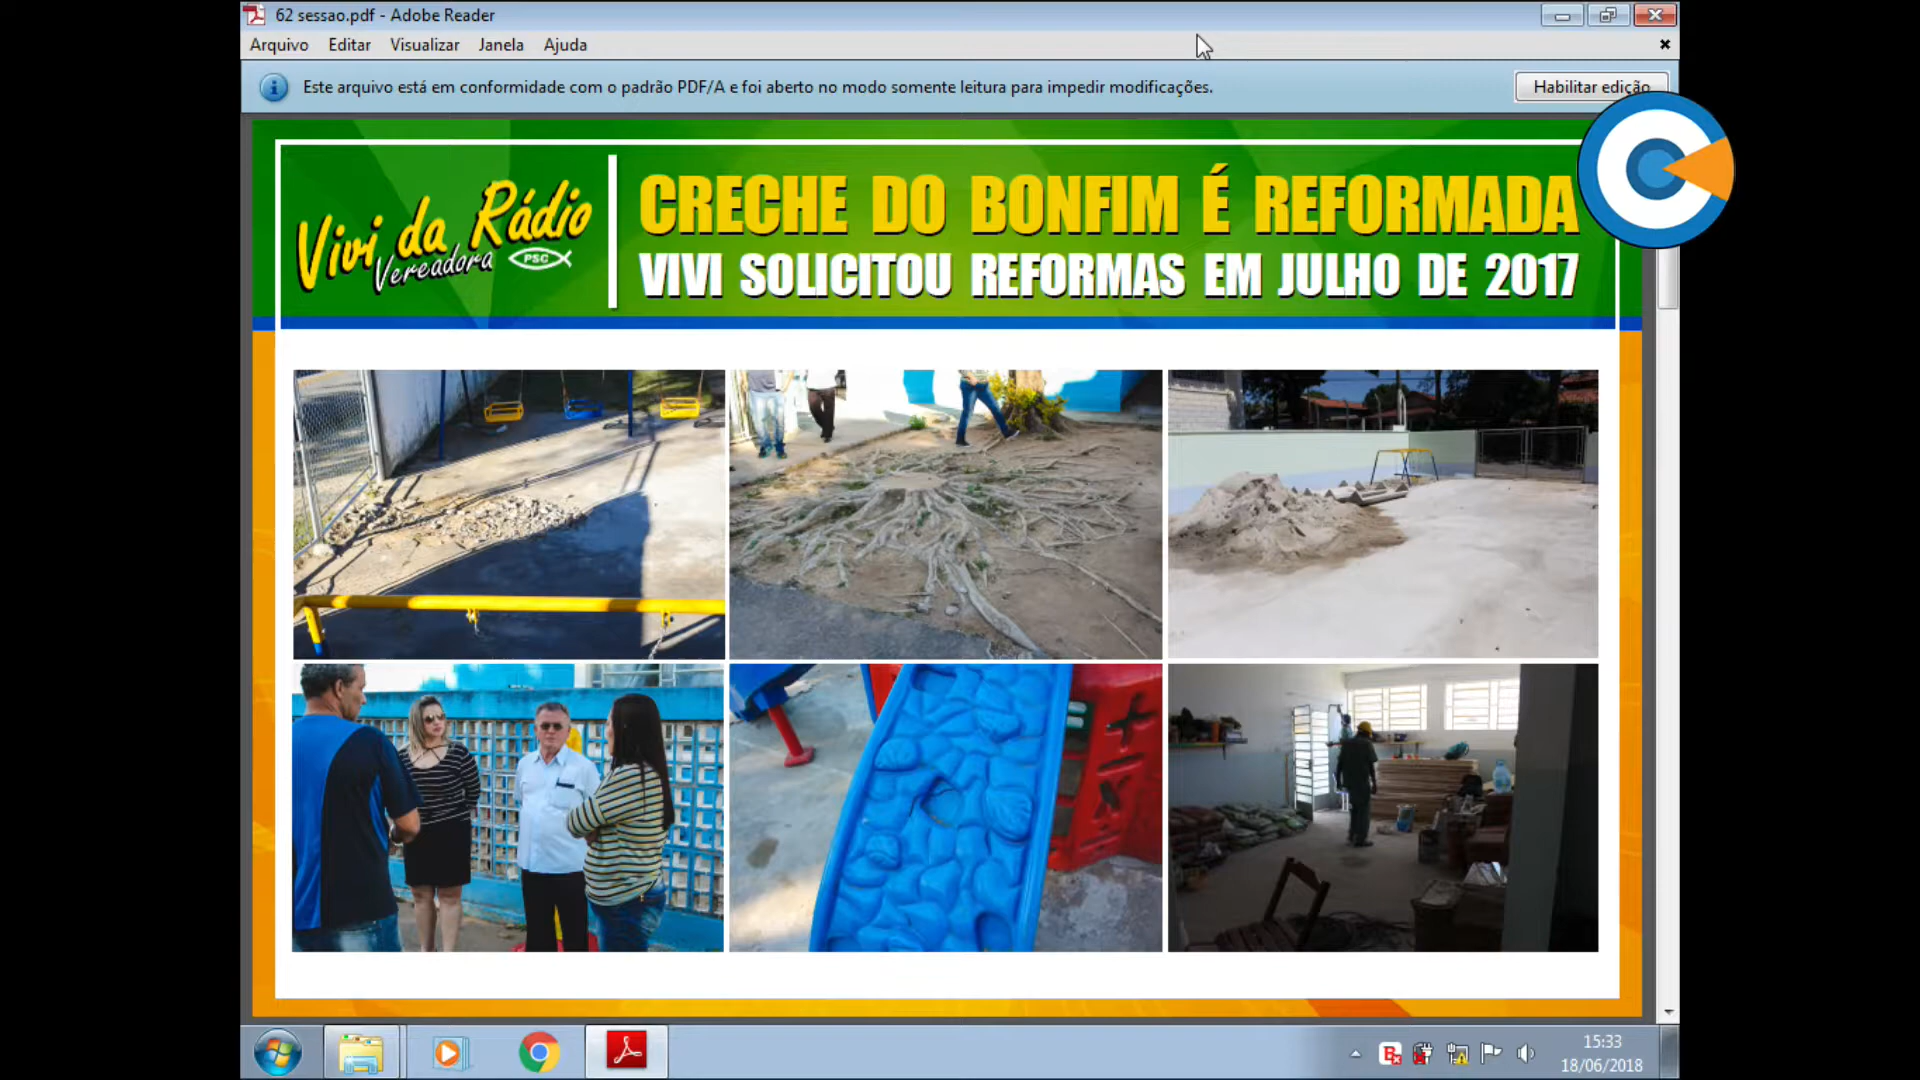 62 sessao.pdf - Adobe Reader
Arquivo Editar Visualizar Janela Ajuda
Este arquivo está em conformidade com o padrão PDF/A e foi aberto no modo somente leitura para impedir modificações.
Habilitar edição
Vivi da Rádio
Vereadora PSC
CRECHE DO BONFIM É REFORMADA
VIVI SOLICITOU REFORMAS EM JULHO DE 2017
15:33
18/06/2018